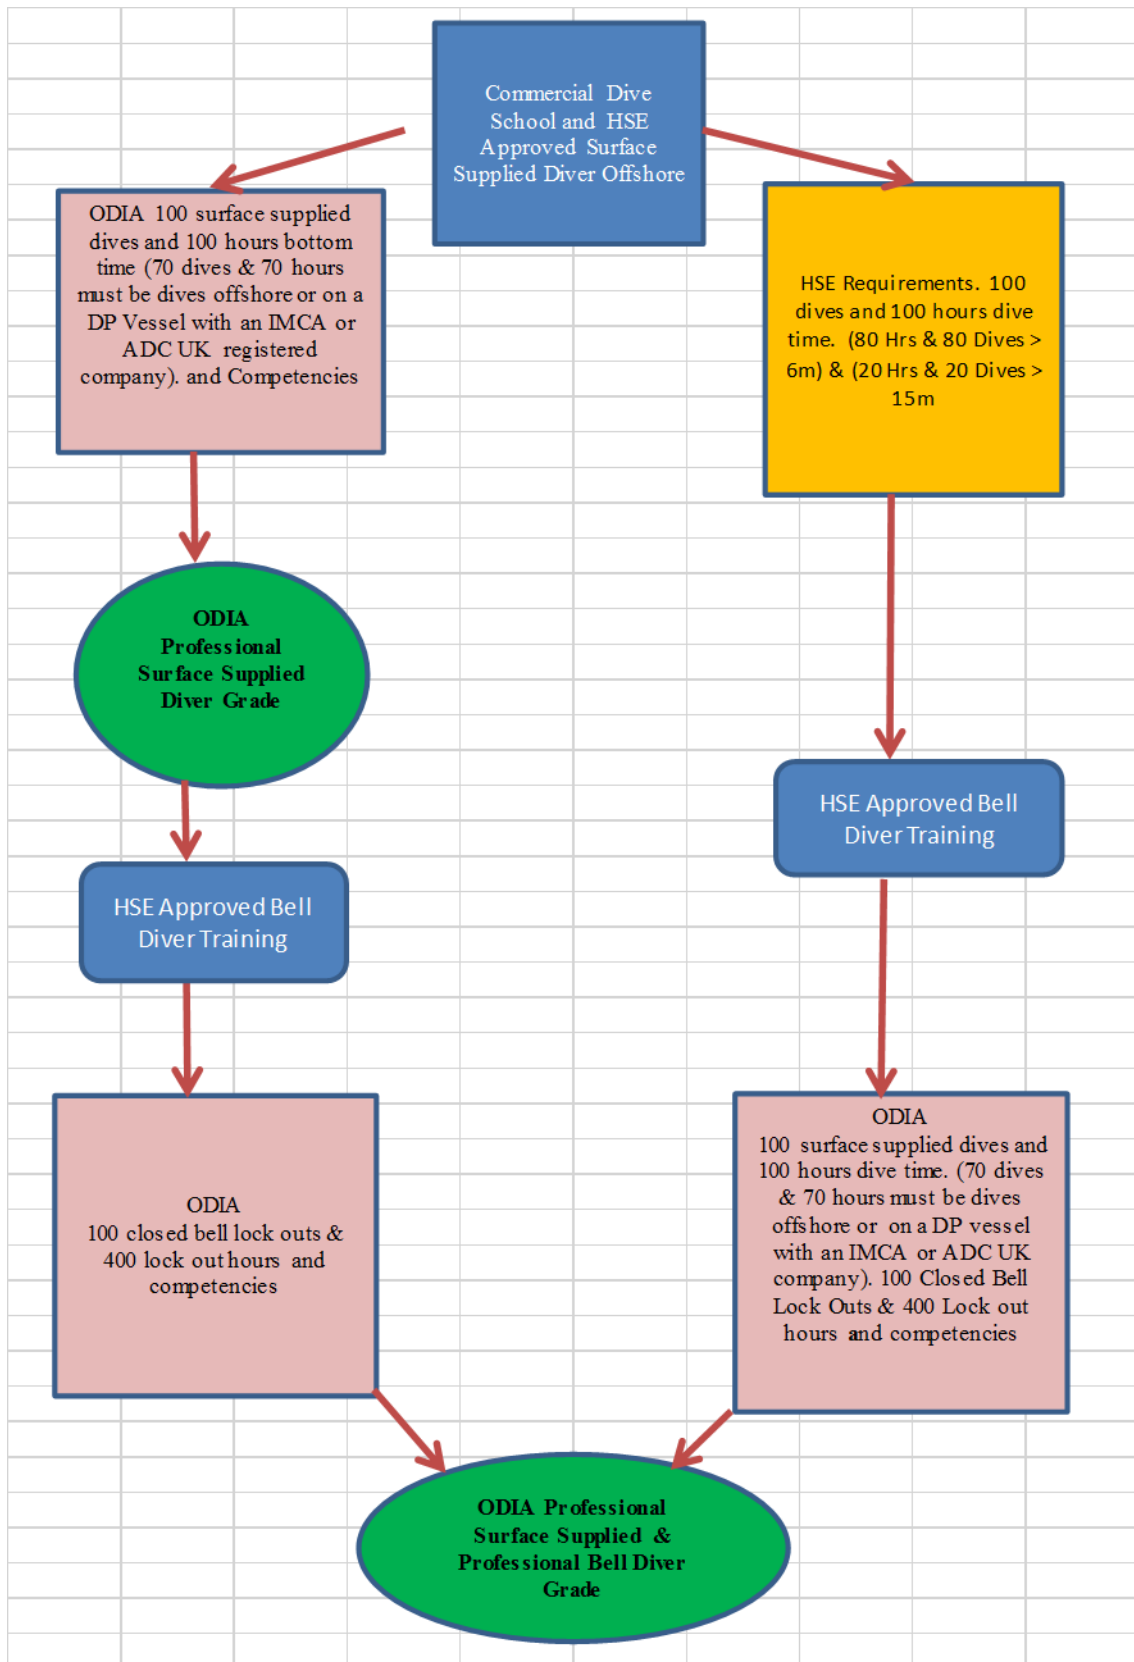 Commercial Dive
School and HSE
Approved Surface
Supplied Diver Offshore
ODIA 100 surface supplied
dives and 100 hours bottom
time (70 dives & 70 hours
must be dives offshore or on a
DP Vessel with an IMCA or
ADC UK registered
company). and Competencies
HSE Requirements. 100
dives and 100 hours dive
time. (80 Hrs & 80 Dives >
6m) & (20 Hrs & 20 Dives >
15m
ODIA
Professional
Surface Supplied
Diver Grade
HSE Approved Bell
Diver Training
HSE Approved Bell
Diver Training
ODIA
100 closed bell lock outs &
400 lock out hours and
competencies
ODIA
100 surface supplied dives and
100 hours dive time. (70 dives
& 70 hours must be dives
offshore or on a DP vessel
with an IMCA or ADC UK
company). 100 Closed Bell
Lock Outs & 400 Lock out
hours and competencies
ODIA Professional
Surface Supplied &
Professional Bell Diver
Grade